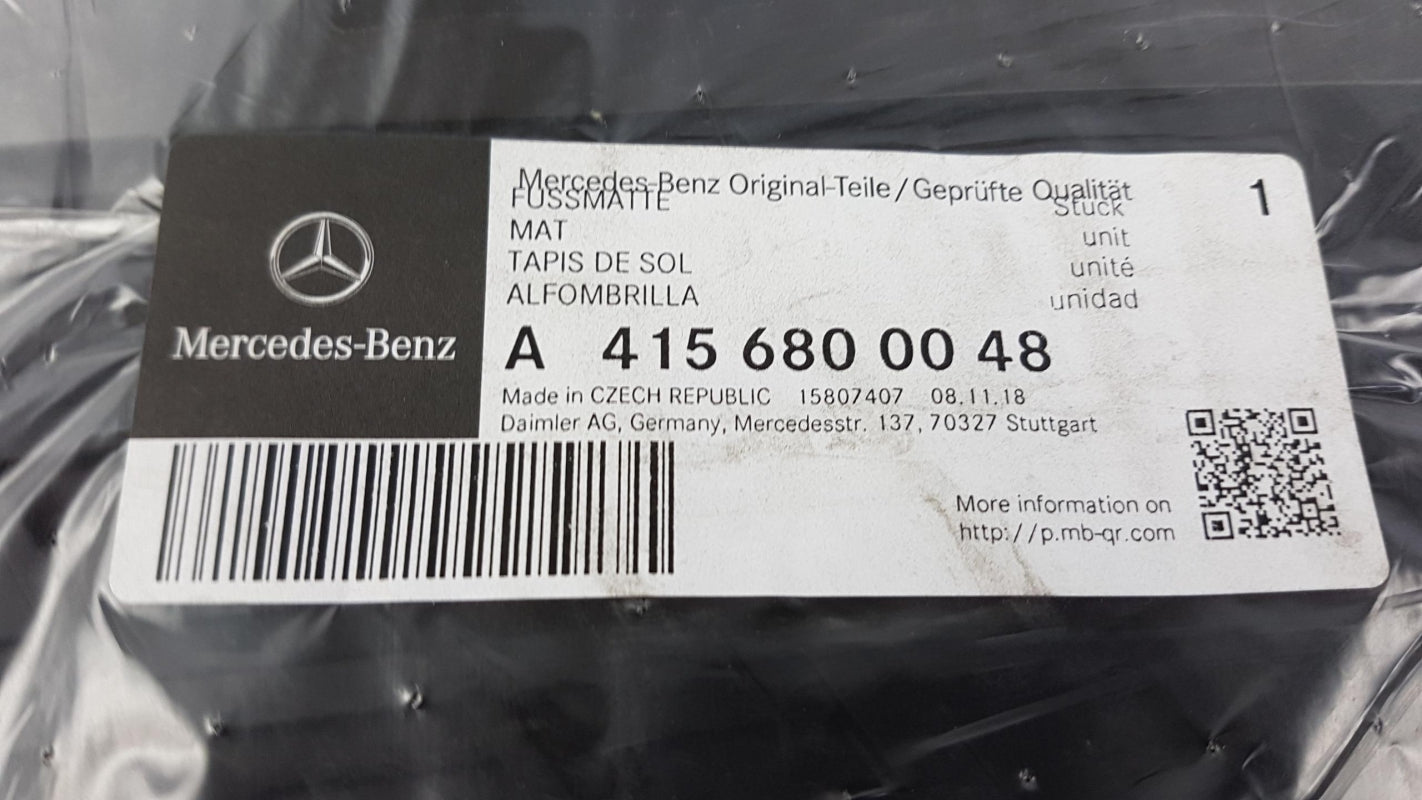 Mercedes-Benz
Mercedes-Benz Original-Teile/Geprüfte Qualität
1
FUSSMATTE Stück
MAT unit
TAPIS DE SOL unité
ALFOMBRILLA unidad
A 415 680 00 48
Made in CZECH REPUBLIC 15807407 08.11.18
Daimler AG, Germany, Mercedesstr. 137, 70327 Stuttgart
More information on
http://p.mb-qr.com